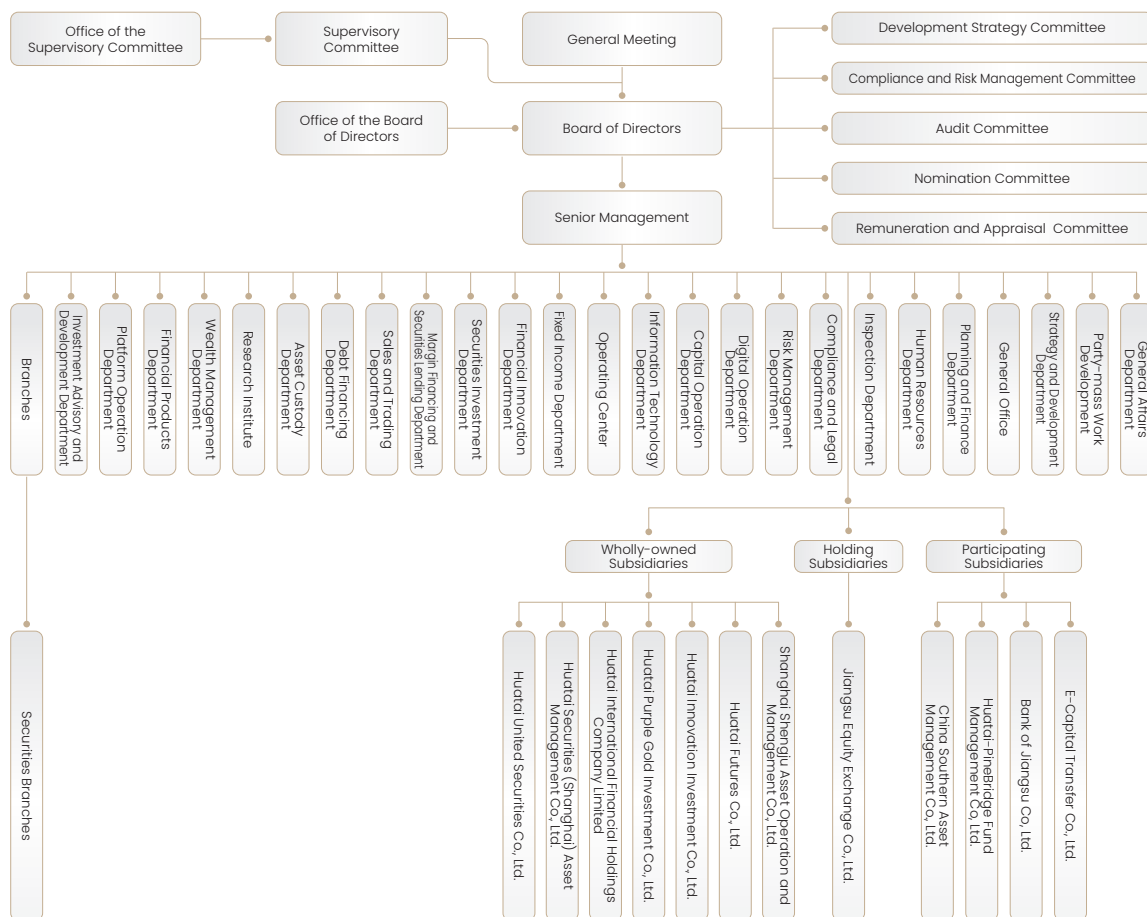 Office of the
Supervisory Committee
Supervisory
Committee
General Meeting
Development Strategy Committee
Compliance and Risk Management Committee
Office of the Board
of Directors
Board of Directors
Audit Committee
Nomination Committee
Senior Management
Remuneration and Appraisal Committee
Branches
Investment Advisory and
Development Department
Platform Operation
Department
Financial Products
Department
Wealth Management
Department
Research Institute
Asset Custody
Department
Debt Financing
Department
Sales and Trading
Department
Margin Financing and
Securities Lending Department
Securities Investment
Department
Financial Innovation
Department
Fixed Income Department
Operating Center
Information Technology
Department
Capital Operation
Department
Digital Operation
Department
Risk Management
Department
Compliance and Legal
Department
Inspection Department
Human Resources
Department
Planning and Finance
Department
General Office
Strategy and Development
Department
Party-mass Work
Development
General Affairs
Department
Wholly-owned
Subsidiaries
Holding
Subsidiaries
Participating
Subsidiaries
Securities Branches
Huatai United Securities Co., Ltd.
Huatai Securities (Shanghai) Asset
Management Co., Ltd.
Huatai International Financial Holdings
Company Limited
Huatai Purple Gold Investment Co., Ltd.
Huatai Innovation Investment Co., Ltd.
Huatai Futures Co., Ltd.
Shanghai Shengju Asset Operation and
Management Co., Ltd.
Jiangsu Equity Exchange Co., Ltd.
China Southern Asset
Management Co., Ltd.
Huatai-PineBridge Fund
Management Co., Ltd.
Bank of Jiangsu Co., Ltd.
E-Capital Transfer Co., Ltd.